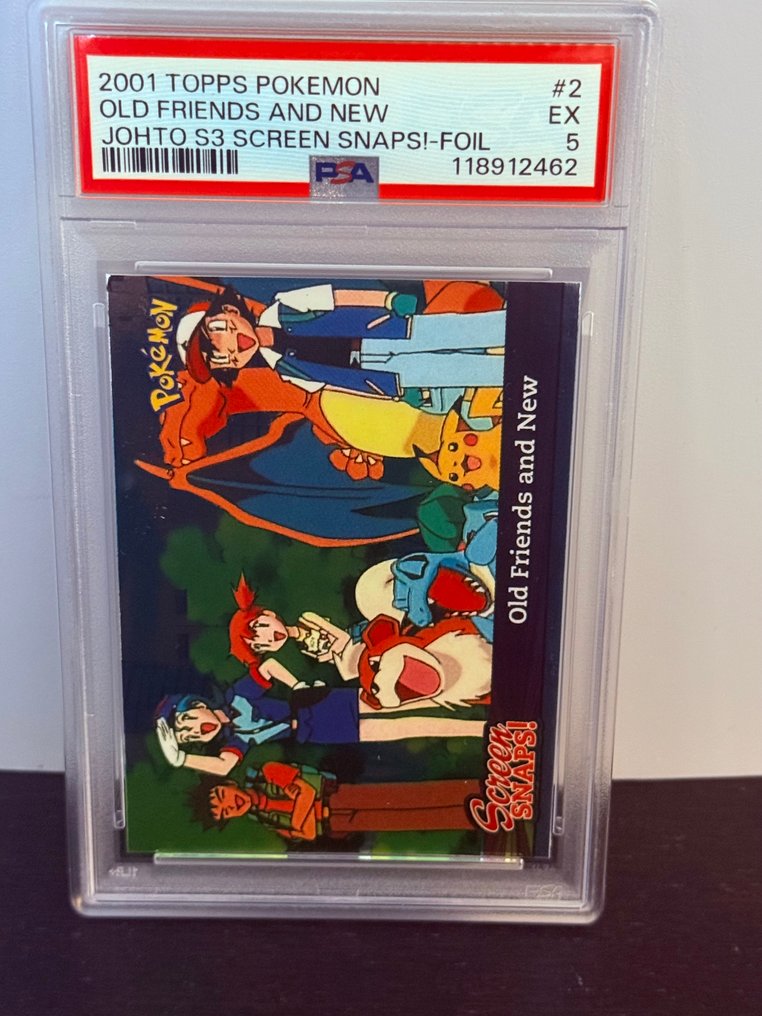 2001 TOPPS POKEMON #2
OLD FRIENDS AND NEW EX
JOHTO S3 SCREEN SNAPS!-FOIL 5
PSA 118912462
POKéMON
Old Friends and New
Screen
SNAPS!
PSA